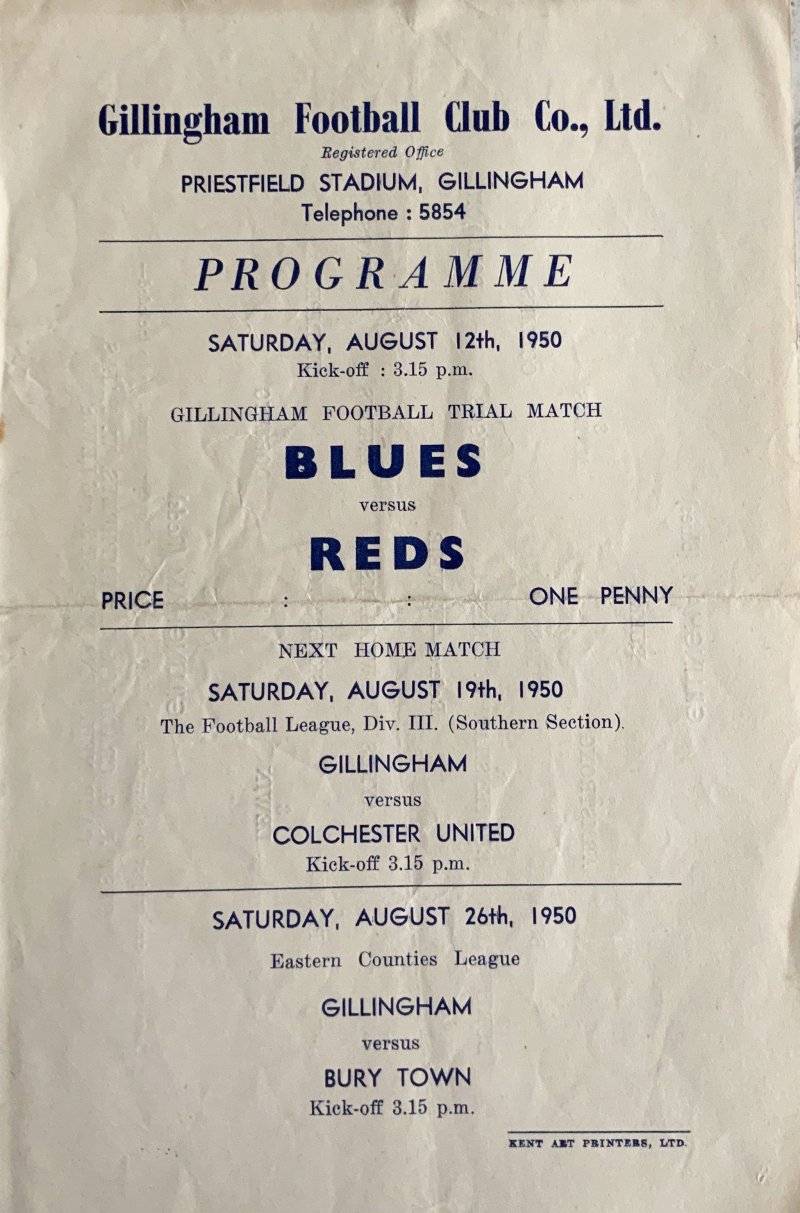 Gillingham Football Club Co., Ltd.
Registered Office
PRIESTFIELD STADIUM, GILLINGHAM
Telephone : 5854
PROGRAMME
SATURDAY, AUGUST 12th, 1950
Kick-off : 3.15 p.m.
GILLINGHAM FOOTBALL TRIAL MATCH
BLUES
versus
REDS
PRICE : : ONE PENNY
NEXT HOME MATCH
SATURDAY, AUGUST 19th, 1950
The Football League, Div. III. (Southern Section).
GILLINGHAM
versus
COLCHESTER UNITED
Kick-off 3.15 p.m.
SATURDAY, AUGUST 26th, 1950
Eastern Counties League
GILLINGHAM
versus
BURY TOWN
Kick-off 3.15 p.m.
KENT ART PRINTERS, LTD.